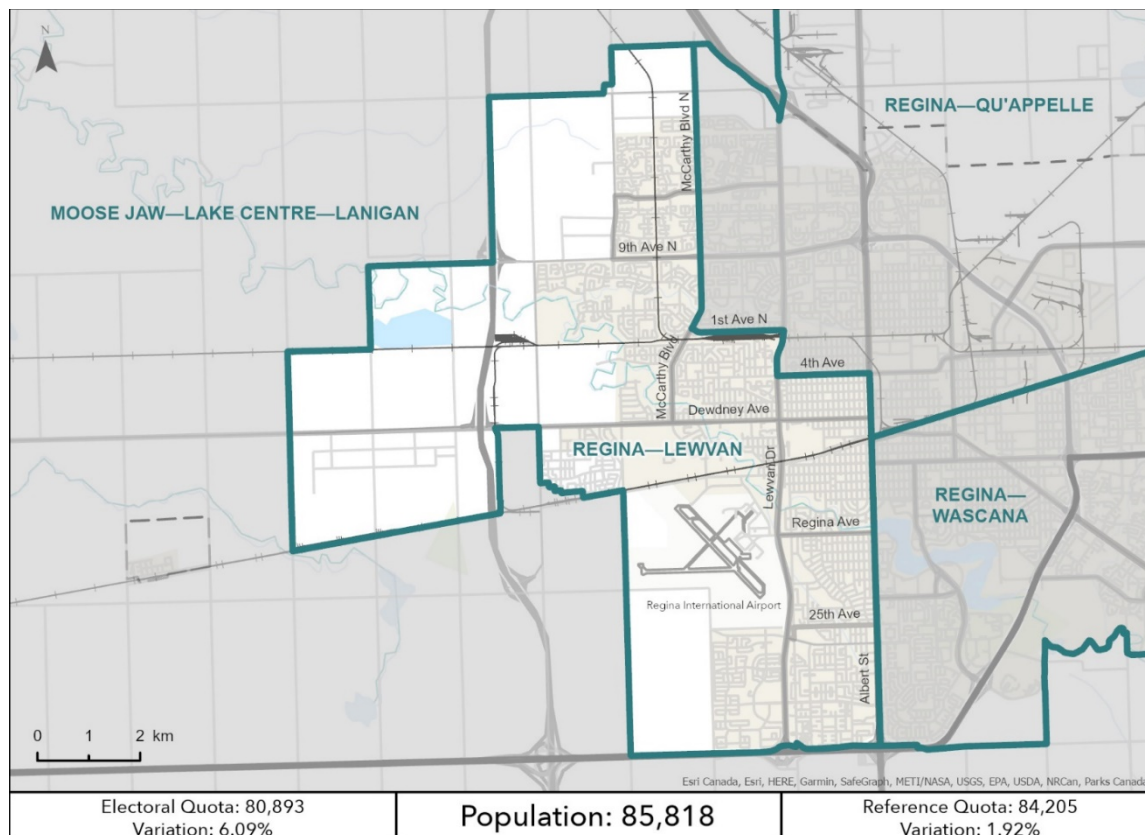 N
REGINA—QU'APPELLE
McCarthy Blvd N
MOOSE JAW—LAKE CENTRE—LANIGAN
9th Ave N
1st Ave N
McCarthy Blvd
4th Ave
Dewdney Ave
REGINA—LEWVAN
Lewvan Dr
REGINA—
WASCANA
Regina Ave
Regina International Airport
25th Ave
Albert St
0 1 2 km
Esri Canada, Esri, HERE, Garmin, SafeGraph, METI/NASA, USGS, EPA, USDA, NRCan, Parks Canada
Electoral Quota: 80,893
Variation: 6.09%
Population: 85,818
Reference Quota: 84,205
Variation: 1.92%